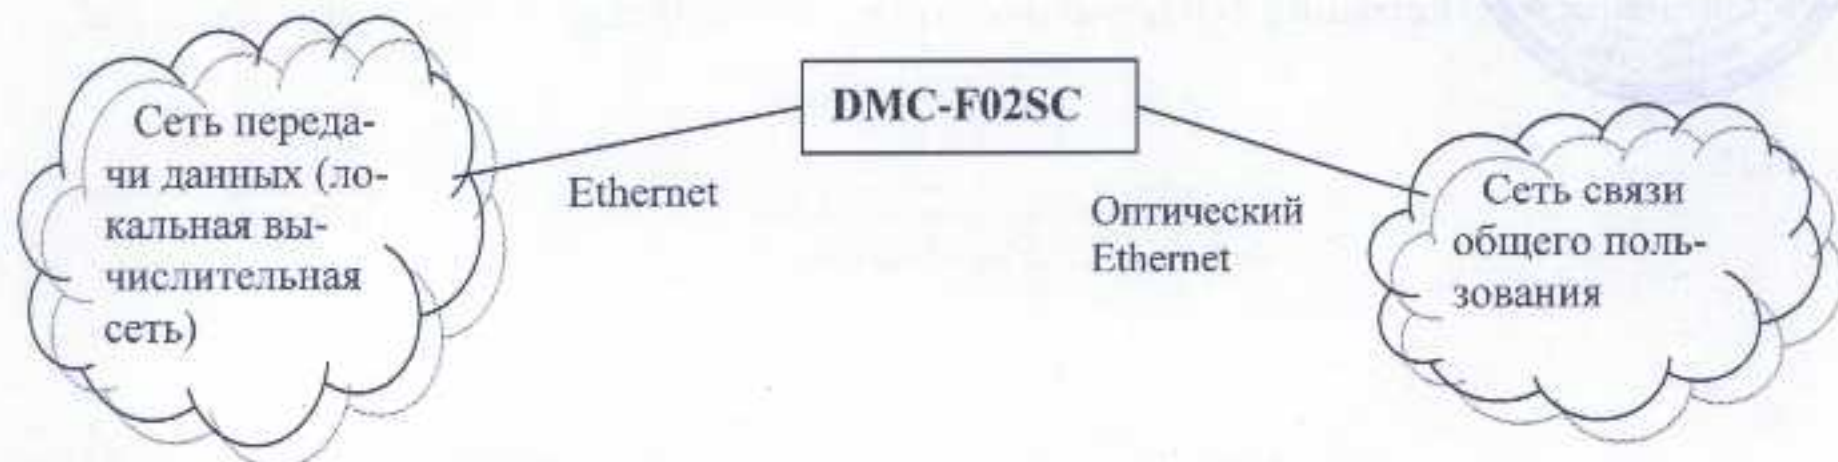 Сеть переда-
чи данных (ло-
кальная вы-
числительная
сеть)
Ethernet
DMC-F02SC
Оптический
Ethernet
Сеть связи
общего поль-
зования